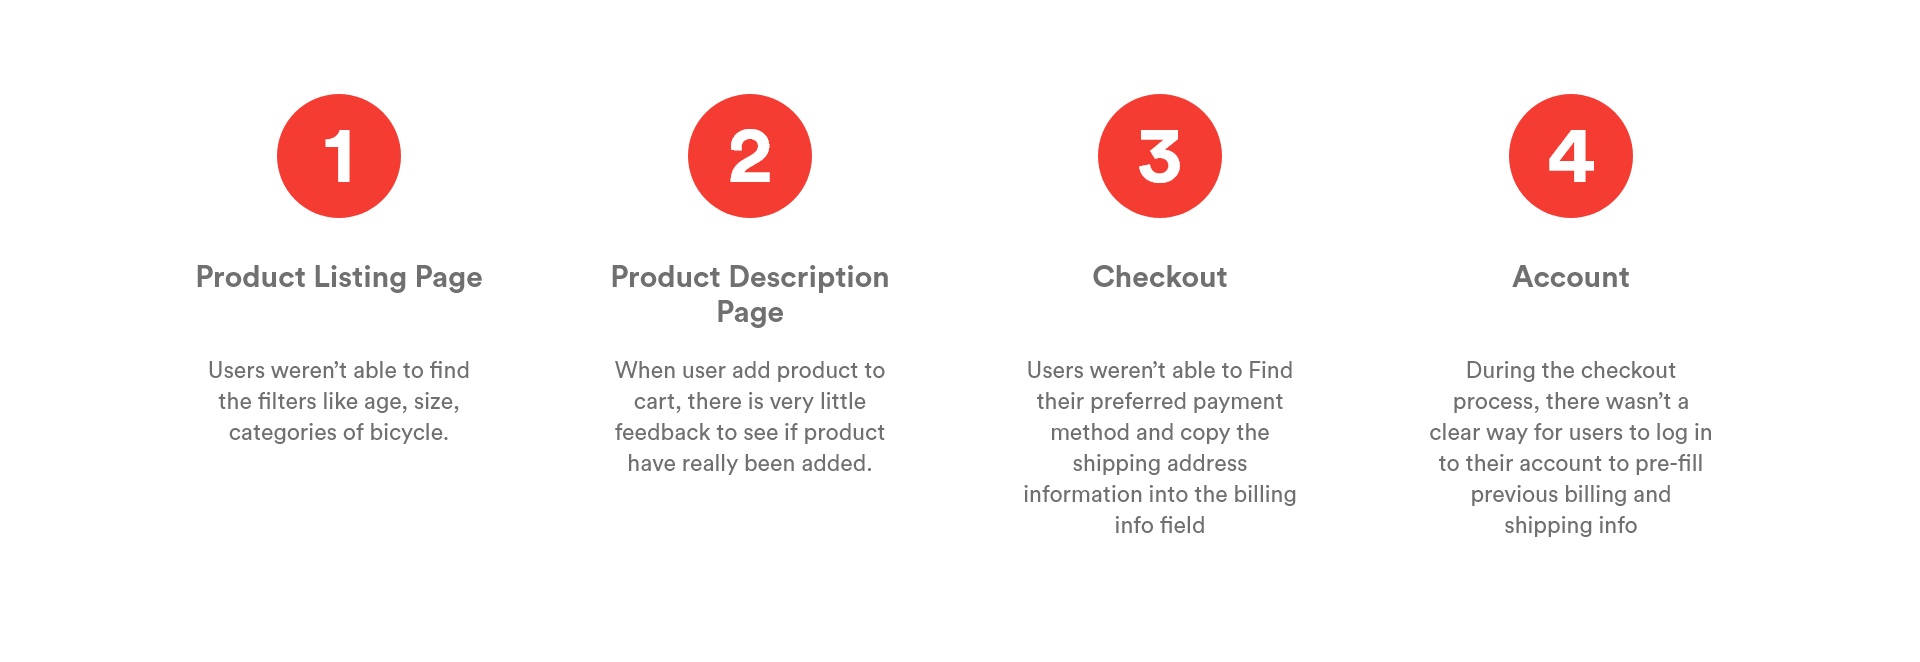 1
Product Listing Page
Users weren’t able to find
the filters like age, size,
categories of bicycle.
2
Product Description
Page
When user add product to
cart, there is very little
feedback to see if product
have really been added.
3
Checkout
Users weren’t able to Find
their preferred payment
method and copy the
shipping address
information into the billing
info field
4
Account
During the checkout
process, there wasn’t a
clear way for users to log in
to their account to pre-fill
previous billing and
shipping info